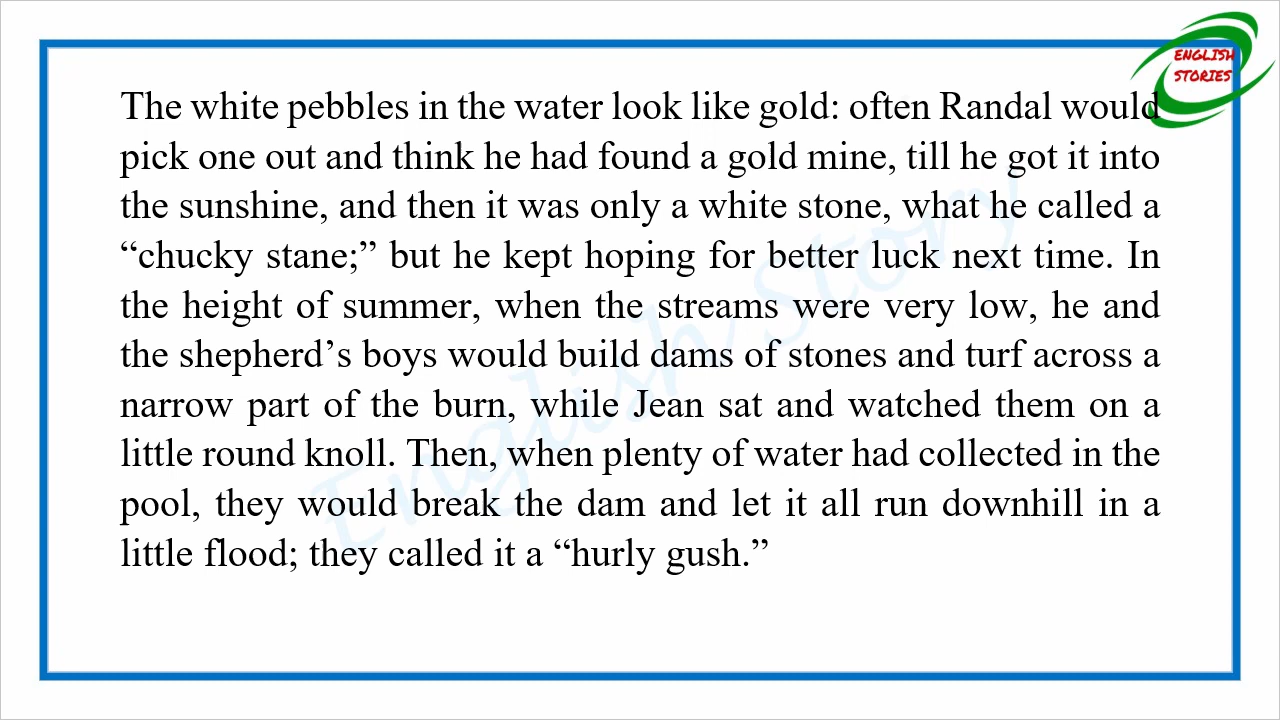 ENGLISH
STORIES
The white pebbles in the water look like gold: often Randal would
pick one out and think he had found a gold mine, till he got it into
the sunshine, and then it was only a white stone, what he called a
“chucky stane;” but he kept hoping for better luck next time. In
the height of summer, when the streams were very low, he and
the shepherd’s boys would build dams of stones and turf across a
narrow part of the burn, while Jean sat and watched them on a
little round knoll. Then, when plenty of water had collected in the
pool, they would break the dam and let it all run downhill in a
little flood; they called it a “hurly gush.”
English Story